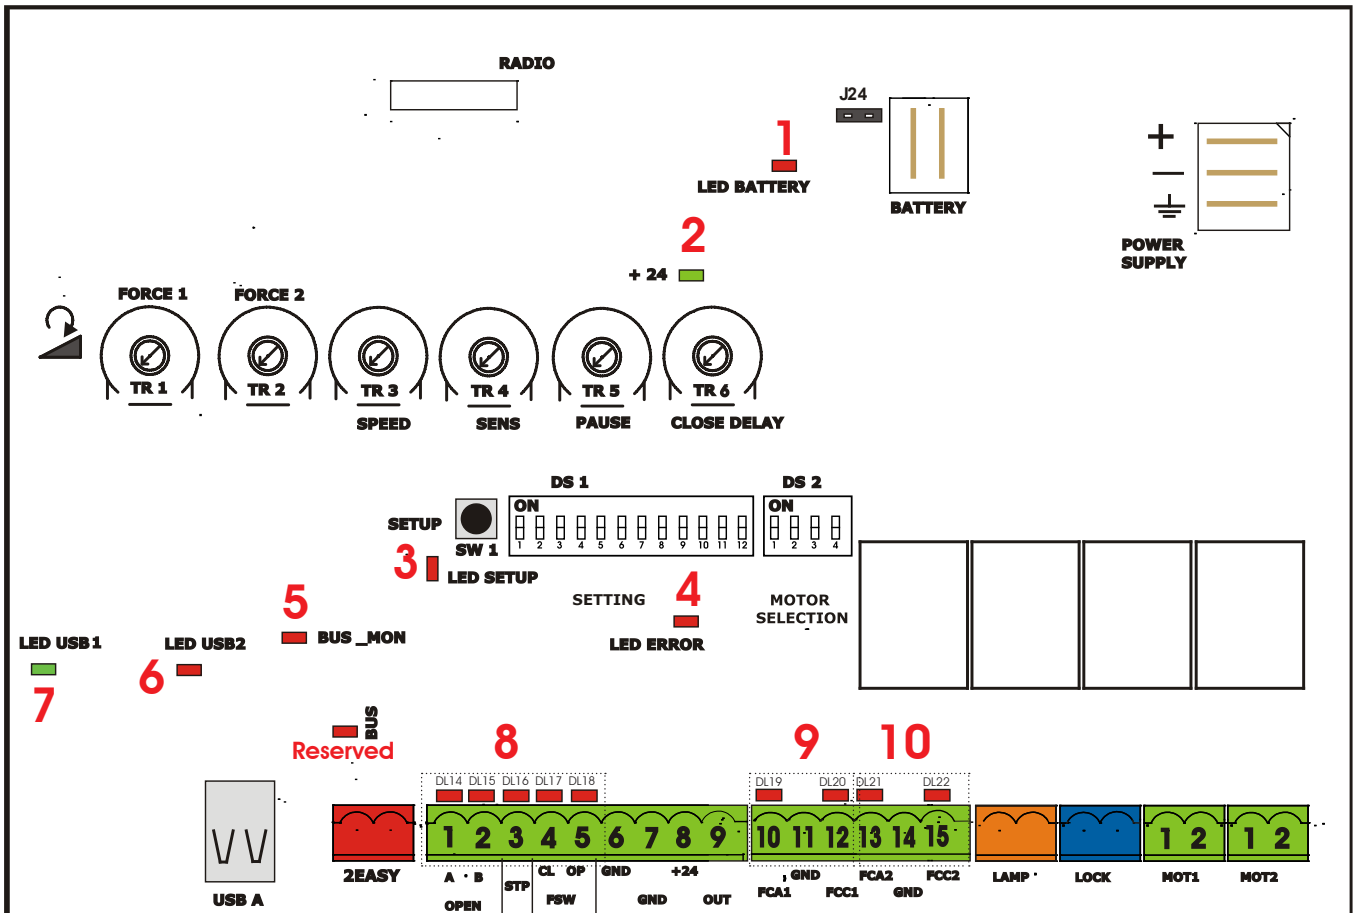 RADIO
J24
1
LED BATTERY
BATTERY
+
−
POWER
SUPPLY
2
+ 24
FORCE 1
FORCE 2
TR 1
TR 2
TR 3
TR 4
TR 5
TR 6
SPEED
SENS
PAUSE
CLOSE DELAY
DS 1
DS 2
SETUP
SW 1
ON
1 2 3 4 5 6 7 8 9 10 11 12
ON
1 2 3 4
3
LED SETUP
SETTING
4
LED ERROR
MOTOR
SELECTION
5
BUS _MON
LED USB1
LED USB2
6
7
BUS
Reserved
8
9
10
DL14 DL15 DL16 DL17 DL18
DL19 DL20 DL21 DL22
1 2 3 4 5 6 7 8 9
10 11 12 13 14 15
1 2
1 2
USB A
2EASY
A · B
OPEN
STP
CL OP
FSW
GND
GND
+24
OUT
FCA1
GND
FCC1
FCA2
GND
FCC2
LAMP
LOCK
MOT1
MOT2